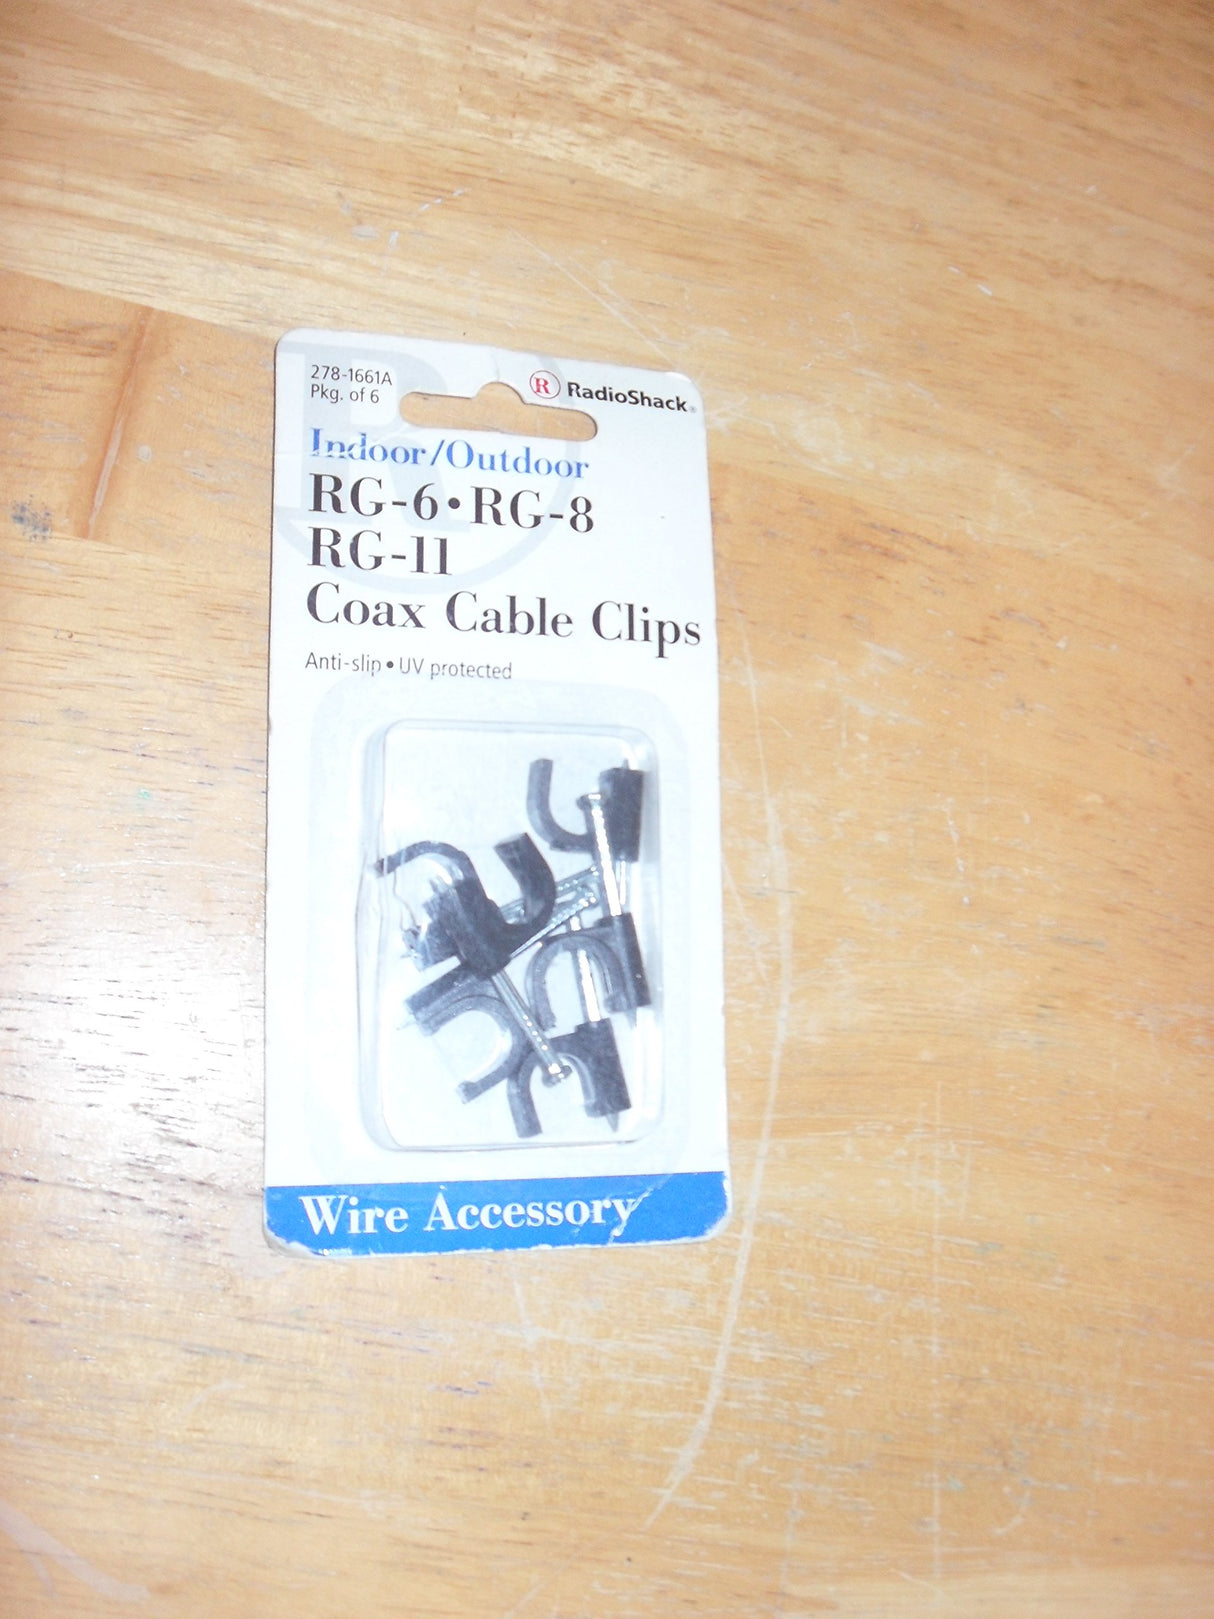 278-1661A
Pkg. of 6
R RadioShack®
Indoor/Outdoor
RG-6•RG-8
RG-11
Coax Cable Clips
Anti-slip • UV protected
Wire Accessory